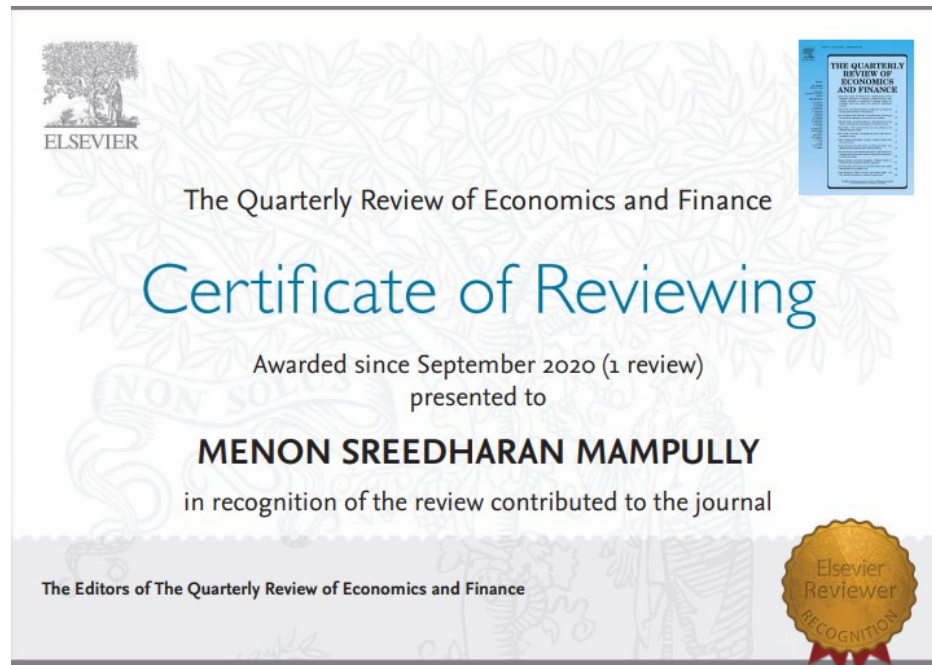 ELSEVIER
THE QUARTERLY
REVIEW OF
ECONOMICS
AND FINANCE
The Quarterly Review of Economics and Finance
Certificate of Reviewing
Awarded since September 2020 (1 review)
presented to
NON SOLUS
MENON SREEDHARAN MAMPULLY
in recognition of the review contributed to the journal
The Editors of The Quarterly Review of Economics and Finance
Elsevier
Reviewer
RECOGNITION